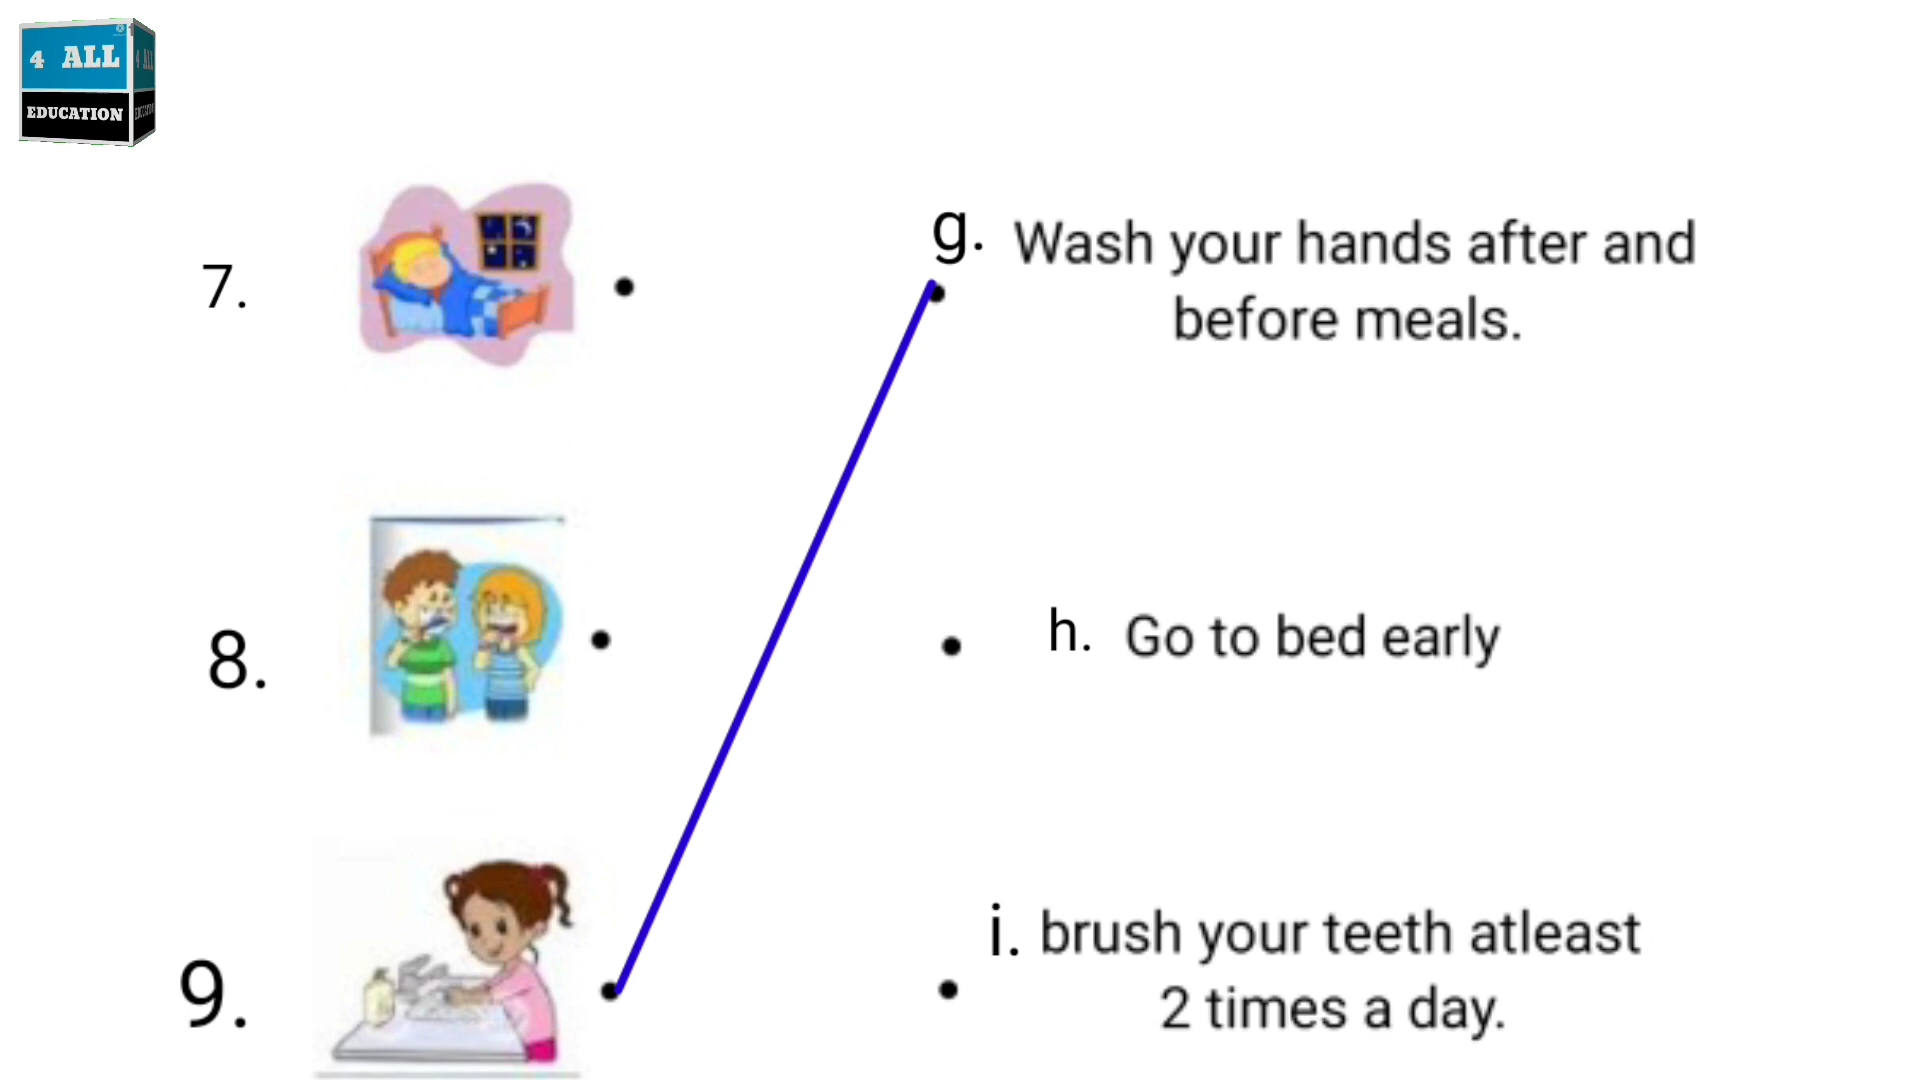 4 ALL
EDUCATION
7.
g. Wash your hands after and
before meals.
8.
h. Go to bed early
9.
i. brush your teeth atleast
2 times a day.